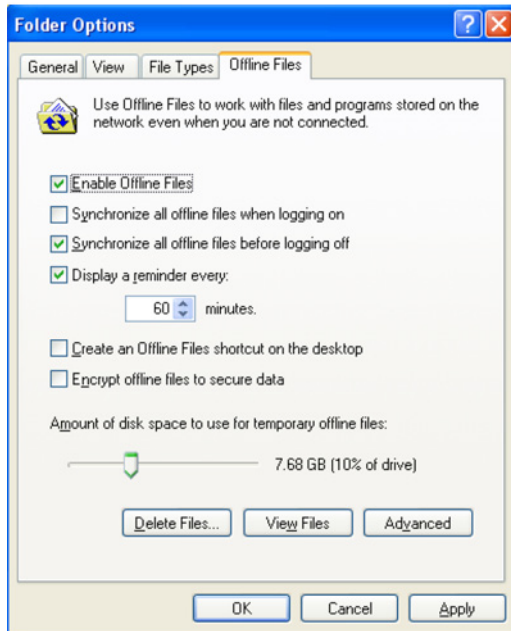 Folder Options
General View File Types Offline Files
Use Offline Files to work with files and programs stored on the
network even when you are not connected.
Enable Offline Files
Synchronize all offline files when logging on
Synchronize all offline files before logging off
Display a reminder every:
60 minutes.
Create an Offline Files shortcut on the desktop
Encrypt offline files to secure data
Amount of disk space to use for temporary offline files:
7.68 GB (10% of drive)
Delete Files... View Files Advanced
OK Cancel Apply